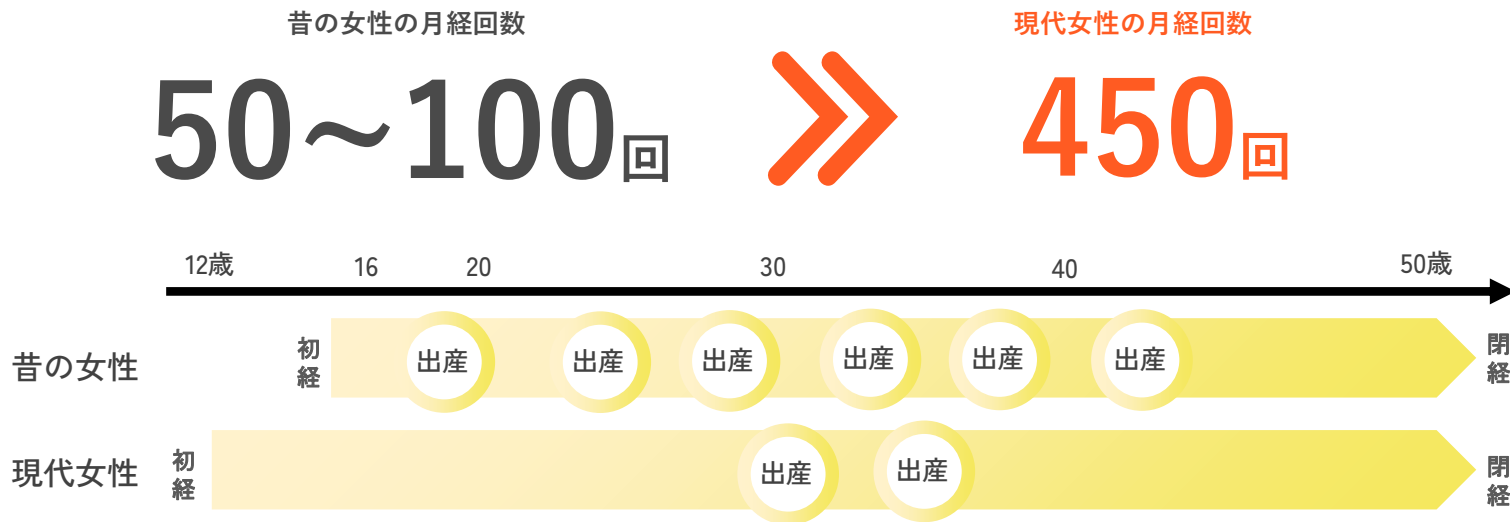 昔の女性の月経回数
現代女性の月経回数
50～100回
450回
12歳 16 20 30 40 50歳
昔の女性
初経
出産 出産 出産 出産 出産 出産
閉経
現代女性
初経
出産 出産
閉経